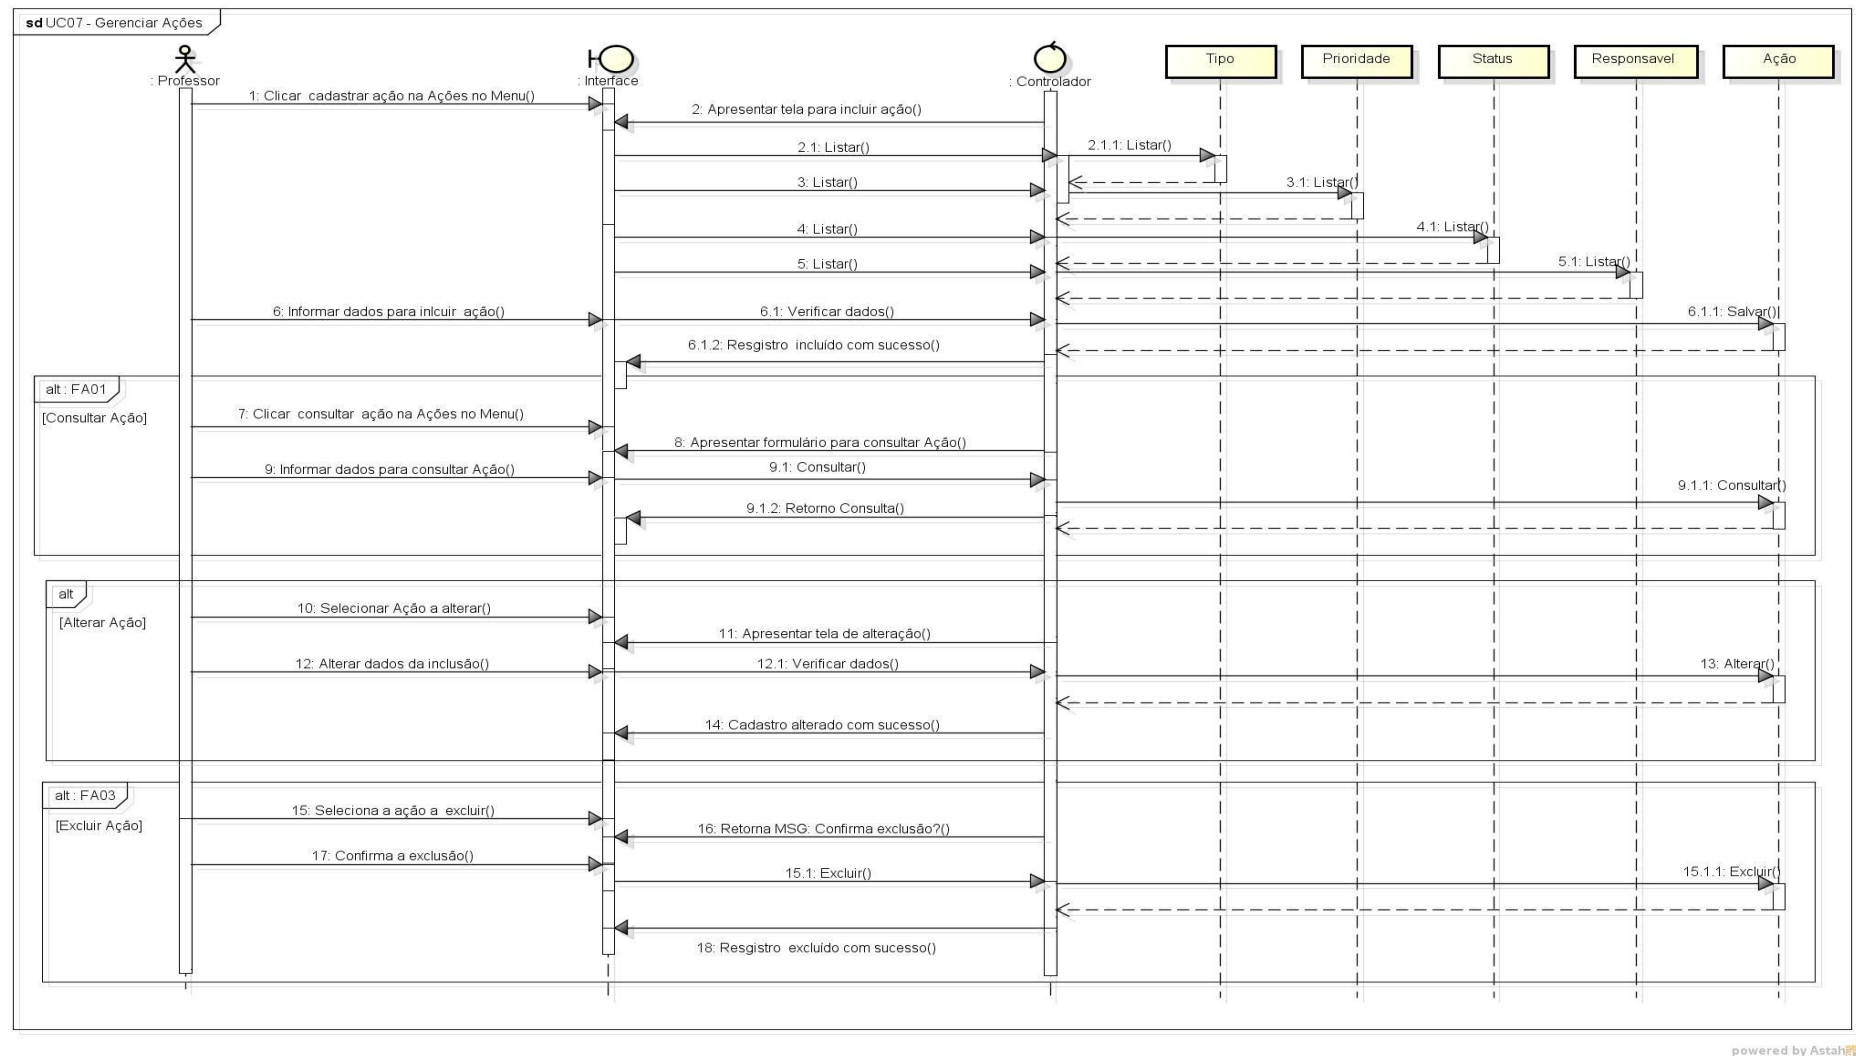 sd UC07 - Gerenciar Ações
: Professor
: Interface
: Controlador
Tipo
Prioridade
Status
Responsavel
Ação
1: Clicar cadastrar ação na Ações no Menu()
2: Apresentar tela para incluir ação()
2.1: Listar()
2.1.1: Listar()
3: Listar()
3.1: Listar()
4: Listar()
4.1: Listar()
5: Listar()
5.1: Listar()
6: Informar dados para inlcuir ação()
6.1: Verificar dados()
6.1.1: Salvar()
6.1.2: Resgistro incluído com sucesso()
alt : FA01
[Consultar Ação]
7: Clicar consultar ação na Ações no Menu()
8: Apresentar formulário para consultar Ação()
9: Informar dados para consultar Ação()
9.1: Consultar()
9.1.1: Consultar()
9.1.2: Retorno Consulta()
alt
[Alterar Ação]
10: Selecionar Ação a alterar()
11: Apresentar tela de alteração()
12: Alterar dados da inclusão()
12.1: Verificar dados()
13: Alterar()
14: Cadastro alterado com sucesso()
alt : FA03
[Excluir Ação]
15: Seleciona a ação a excluir()
16: Retorna MSG: Confirma exclusão?()
17: Confirma a exclusão()
15.1: Excluir()
15.1.1: Excluir()
18: Resgistro excluído com sucesso()
powered by Astah